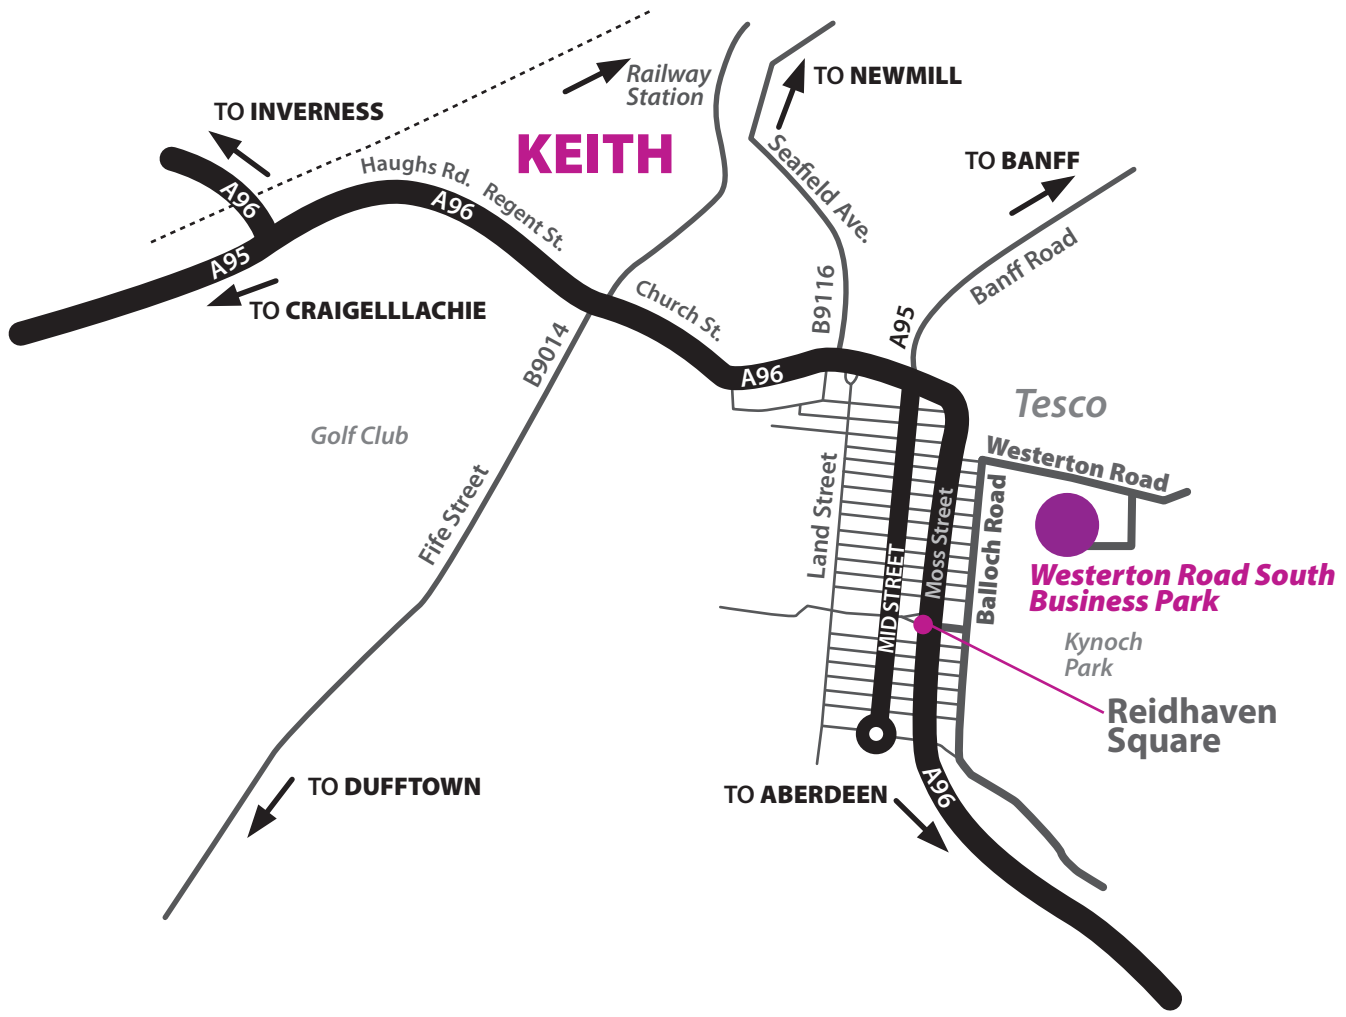 Railway
Station
TO NEWMILL
TO INVERNESS
KEITH
TO BANFF
Haughs Rd.
Regent St.
Seafield Ave.
A96
A96
A95
Banff Road
TO CRAIGELLLACHIE
Church St.
B9116
A95
B9014
A96
Tesco
Golf Club
Westerton Road
Fife Street
Land Street
Moss Street
Balloch Road
MID STREET
Westerton Road South
Business Park
Kynoch
Park
Reidhaven
Square
TO DUFFTOWN
TO ABERDEEN
A96